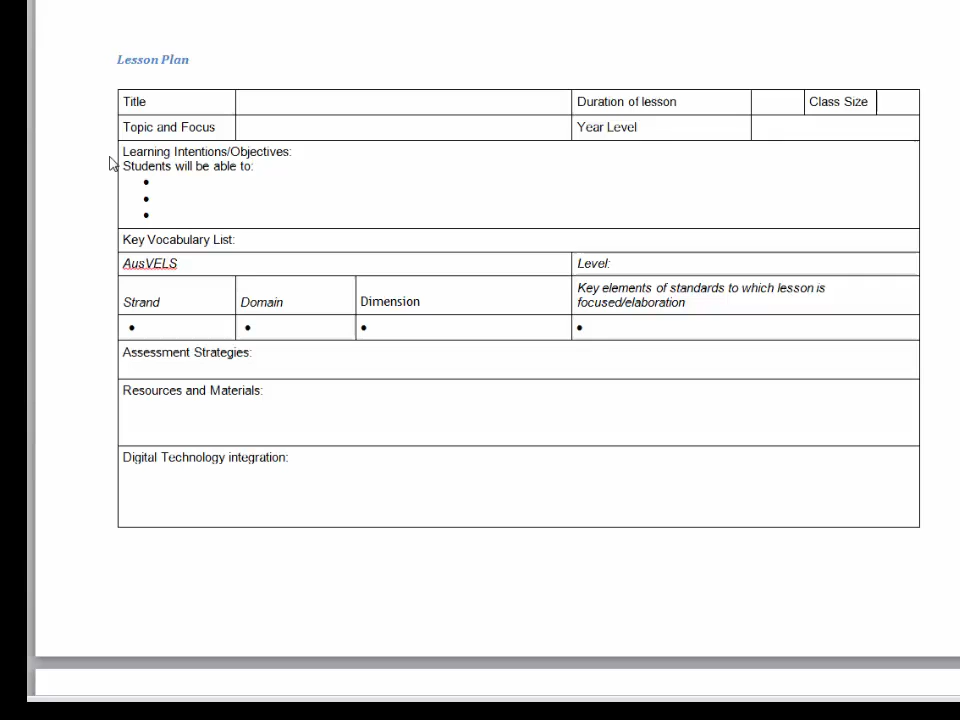 Lesson Plan
Title Duration of lesson Class Size
Topic and Focus Year Level
Learning Intentions/Objectives:
Students will be able to:
•
•
•
Key Vocabulary List:
AusVELS Level:
Strand Domain Dimension Key elements of standards to which lesson is
focused/elaboration
• • • •
Assessment Strategies:
Resources and Materials:
Digital Technology integration: